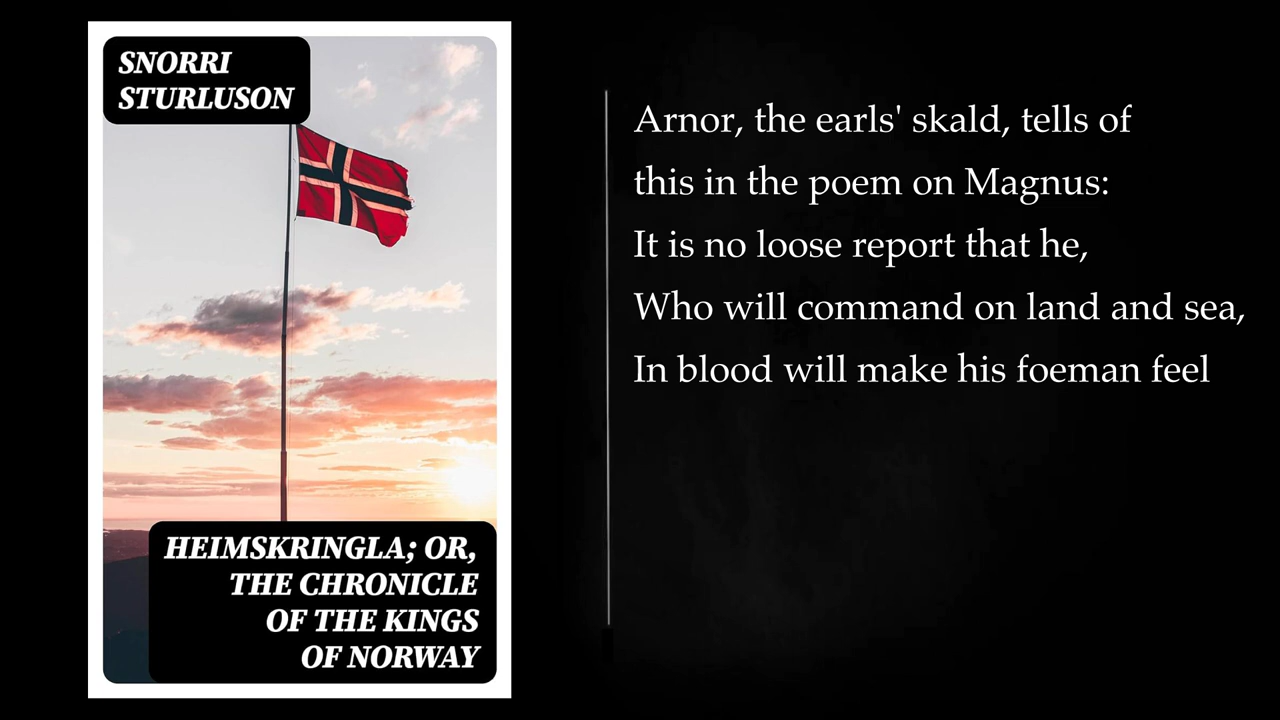 SNORRI
STURLUSON
HEIMSKRINGLA; OR,
THE CHRONICLE
OF THE KINGS
OF NORWAY
Arnor, the earls' skald, tells of
this in the poem on Magnus:
It is no loose report that he,
Who will command on land and sea,
In blood will make his foeman feel